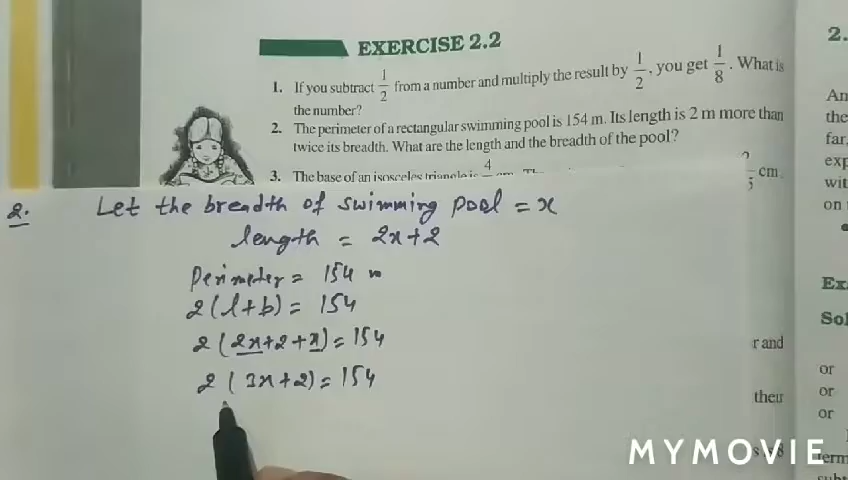 EXERCISE 2.2
1. If you subtract 1/2 from a number and multiply the result by 1/2, you get 1/8. What is
the number?
2. The perimeter of a rectangular swimming pool is 154 m. Its length is 2 m more than
twice its breadth. What are the length and the breadth of the pool?
3. The base of an isosceles triangle is 4
cm
5
2. Let the breadth of swimming pool = x
length = 2x+2
Perimeter = 154 m
2(l+b) = 154
2(2x+2+x) = 154
2(3x+2) = 154
r and
their
2.
An
the
far,
exp
wit
on
Ex
Sol
or
or
or
term
MYMOVIE